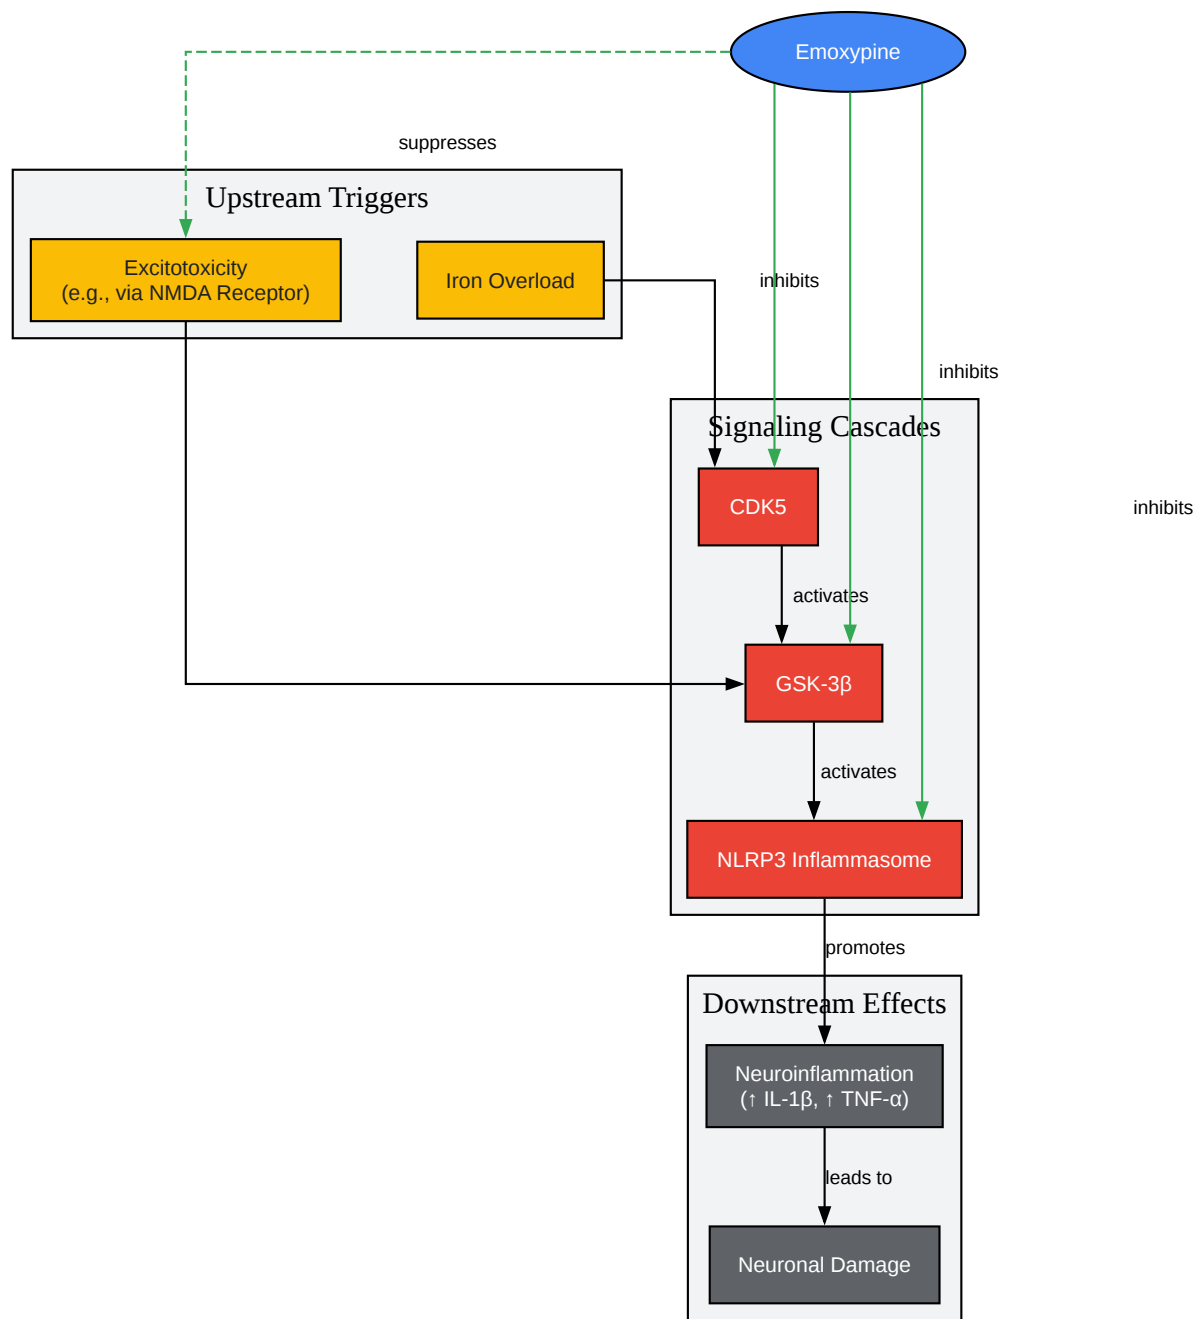 Emoxypine
suppresses
Upstream Triggers
Excitotoxicity
(e.g., via NMDA Receptor)
Iron Overload
inhibits
inhibits
Signaling Cascades
CDK5
inhibits
activates
GSK-3β
activates
NLRP3 Inflammasome
promotes
Downstream Effects
Neuroinflammation
(↑ IL-1β, ↑ TNF-α)
leads to
Neuronal Damage